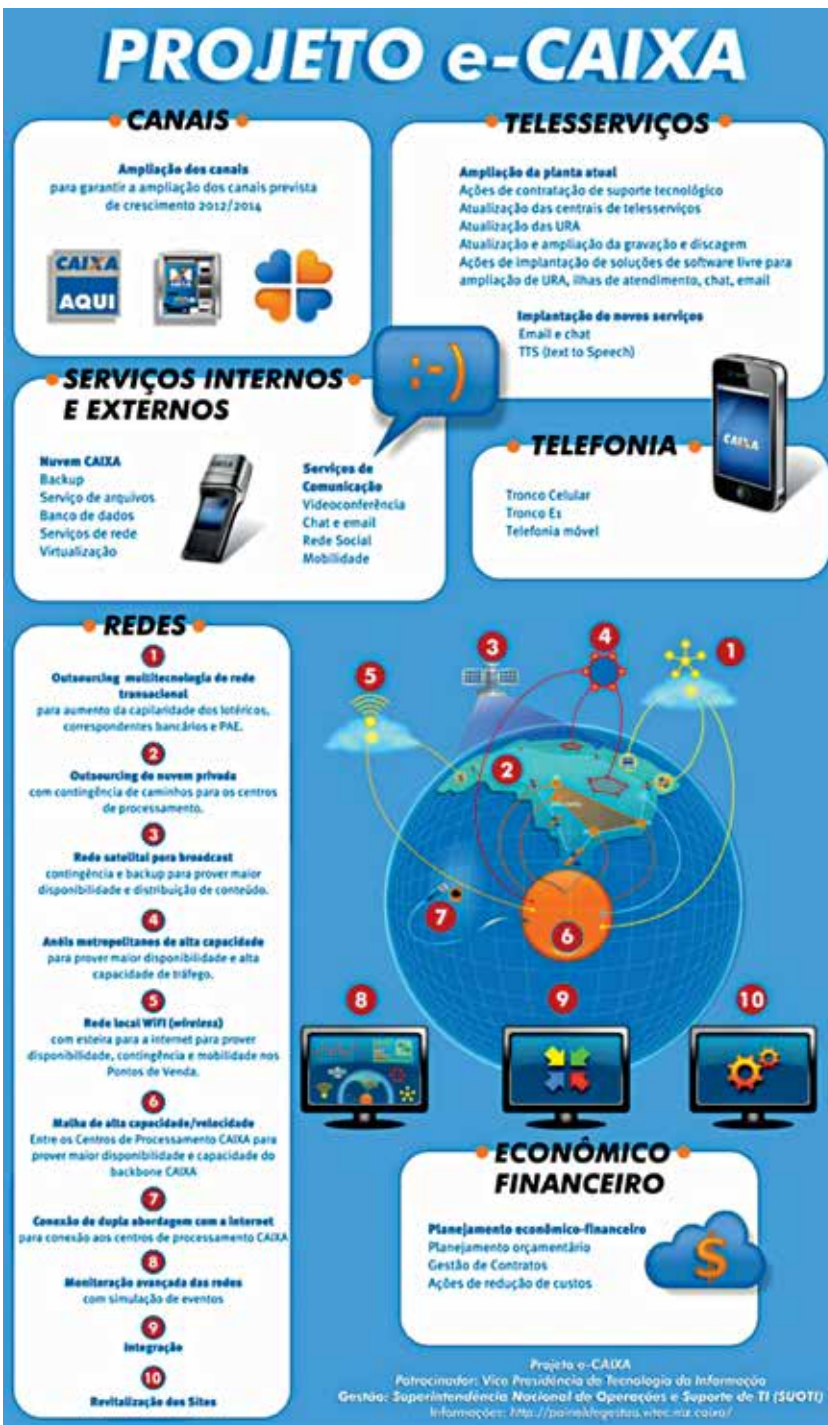 PROJETO e-CAIXA
CANAIS
Ampliação dos canais
para garantir a ampliação dos canais prevista
de crescimento 2012/2014
CAIXA
AQUI
TELESSERVIÇOS
Ampliação da planta atual
Ações de contratação de suporte tecnológico
Atualização das centrais de telesserviços
Atualização das URA
Atualização e ampliação da gravação e discagem
Ações de implantação de soluções de software livre para
ampliação de URA, ilhas de atendimento, chat, email
Implantação de novos serviços
Email e chat
TTS (text to Speech)
:-)
SERVIÇOS INTERNOS
E EXTERNOS
Nuvem CAIXA
Backup
Serviço de arquivos
Banco de dados
Serviços de rede
Virtualização
Serviços de
Comunicação
Videoconferência
Chat e email
Rede Social
Mobilidade
TELEFONIA
Tronco Celular
Tronco E1
Telefonia móvel
CAIXA
REDES
1
Outsourcing multitecnologia de rede
transacional
para aumento da capilaridade dos lotéricos,
correspondentes bancários e PAE.
2
Outsourcing de nuvem privada
com contingência de caminhos para os centros
de processamento.
3
Rede satelital para broadcast
contingência e backup para prover maior
disponibilidade e distribuição de conteúdo.
4
Anéis metropolitanos de alta capacidade
para prover maior disponibilidade e alta
capacidade de tráfego.
5
Rede local WiFi (wireless)
com esteira para a internet para prover
disponibilidade, contingência e mobilidade nos
Pontos de Venda.
6
Malha de alta capacidade/velocidade
Entre os Centros de Processamento CAIXA para
prover maior disponibilidade e capacidade do
backbone CAIXA
7
Conexão de dupla abordagem com a internet
para conexão aos centros de processamento CAIXA
8
Monitoração avançada das redes
com simulação de eventos
9
Integração
10
Revitalização dos Sites
5
3
4
1
2
7
6
8
9
10
ECONÔMICO
FINANCEIRO
Planejamento econômico-financeiro
Planejamento orçamentário
Gestão de Contratos
Ações de redução de custos
$
Projeto e-CAIXA
Patrocinador: Vice Presidência de Tecnologia da Informação
Gestão: Superintendência Nacional de Operações e Suporte de TI (SUOTI)
Informações: